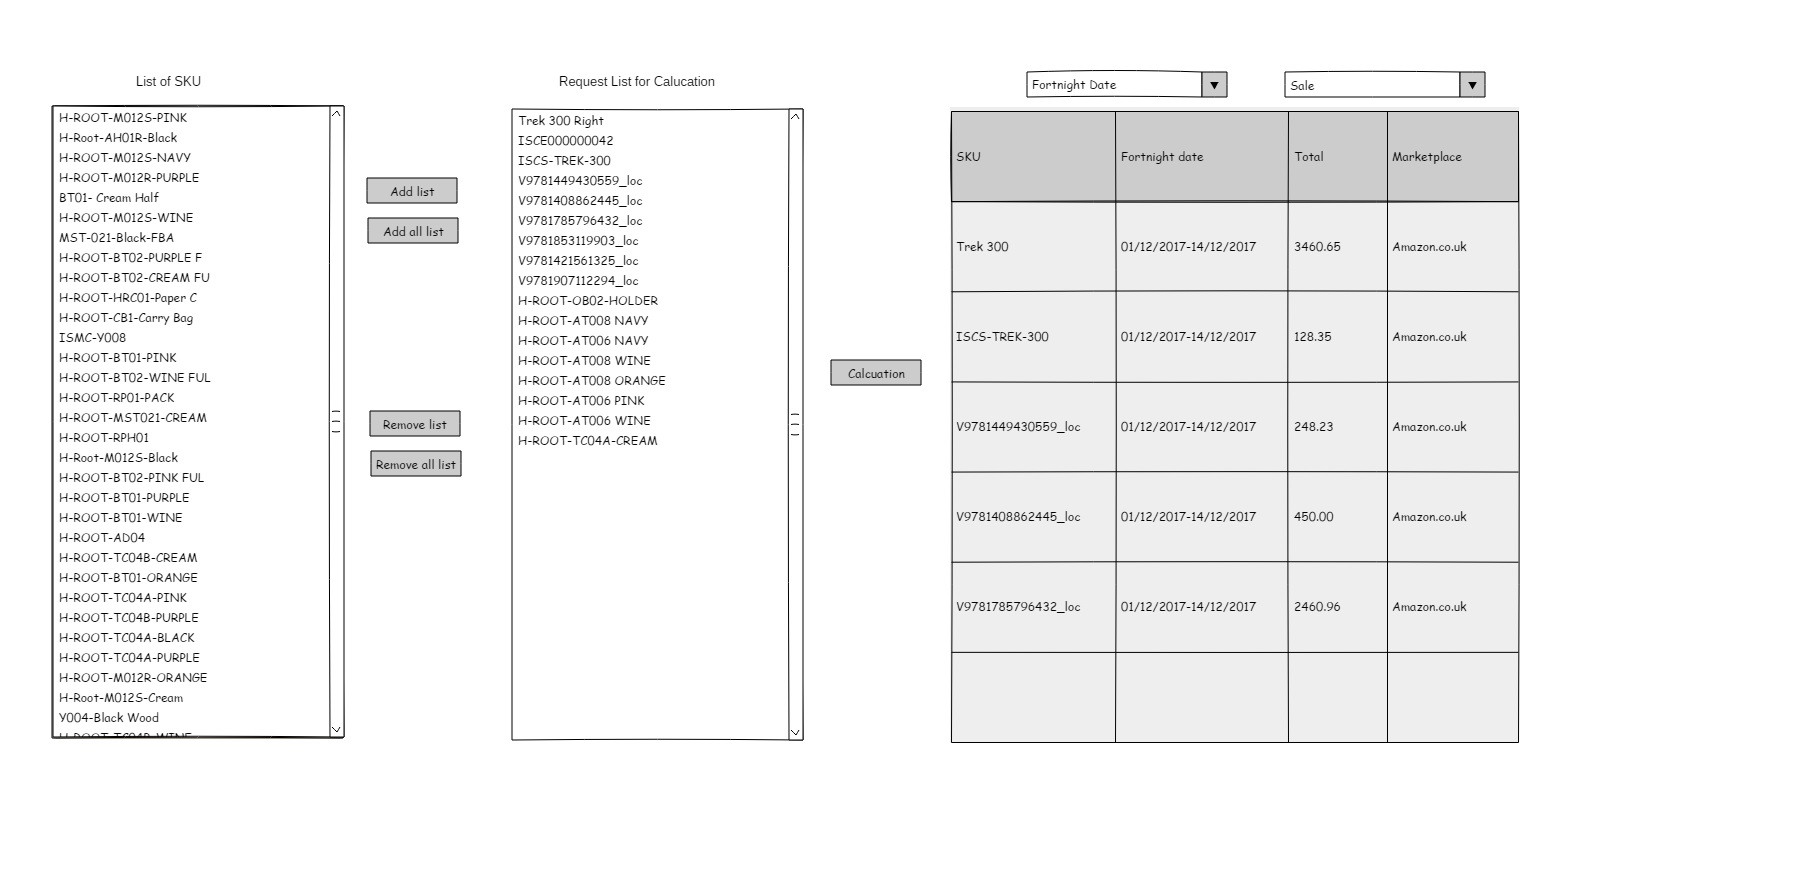 List of SKU
H-ROOT-M012S-PINK
H-Root-AH01R-Black
H-ROOT-M012S-NAVY
H-ROOT-M012R-PURPLE
BT01- Cream Half
H-ROOT-M012S-WINE
MST-021-Black-FBA
H-ROOT-BT02-PURPLE F
H-ROOT-BT02-CREAM FU
H-ROOT-HRC01-Paper C
H-ROOT-CB1-Carry Bag
ISMC-Y008
H-ROOT-BT01-PINK
H-ROOT-BT02-WINE FUL
H-ROOT-RP01-PACK
H-ROOT-MST021-CREAM
H-ROOT-RPH01
H-Root-M012S-Black
H-ROOT-BT02-PINK FUL
H-ROOT-BT01-PURPLE
H-ROOT-BT01-WINE
H-ROOT-AD04
H-ROOT-TC04B-CREAM
H-ROOT-BT01-ORANGE
H-ROOT-TC04A-PINK
H-ROOT-TC04B-PURPLE
H-ROOT-TC04A-BLACK
H-ROOT-TC04A-PURPLE
H-ROOT-M012R-ORANGE
H-Root-M012S-Cream
Y004-Black Wood
H-ROOT-TC04B-WINE
Add list
Add all list
Remove list
Remove all list
Request List for Calucation
Trek 300 Right
ISCE000000042
ISCS-TREK-300
V9781449430559_loc
V9781408862445_loc
V9781785796432_loc
V9781853119903_loc
V9781421561325_loc
V9781907112294_loc
H-ROOT-OB02-HOLDER
H-ROOT-AT008 NAVY
H-ROOT-AT006 NAVY
H-ROOT-AT008 WINE
H-ROOT-AT008 ORANGE
H-ROOT-AT006 PINK
H-ROOT-AT006 WINE
H-ROOT-TC04A-CREAM
Calcuation
Fortnight Date Sale
SKU Fortnight date Total Marketplace
Trek 300 01/12/2017-14/12/2017 3460.65 Amazon.co.uk
ISCS-TREK-300 01/12/2017-14/12/2017 128.35 Amazon.co.uk
V9781449430559_loc 01/12/2017-14/12/2017 248.23 Amazon.co.uk
V9781408862445_loc 01/12/2017-14/12/2017 450.00 Amazon.co.uk
V9781785796432_loc 01/12/2017-14/12/2017 2460.96 Amazon.co.uk